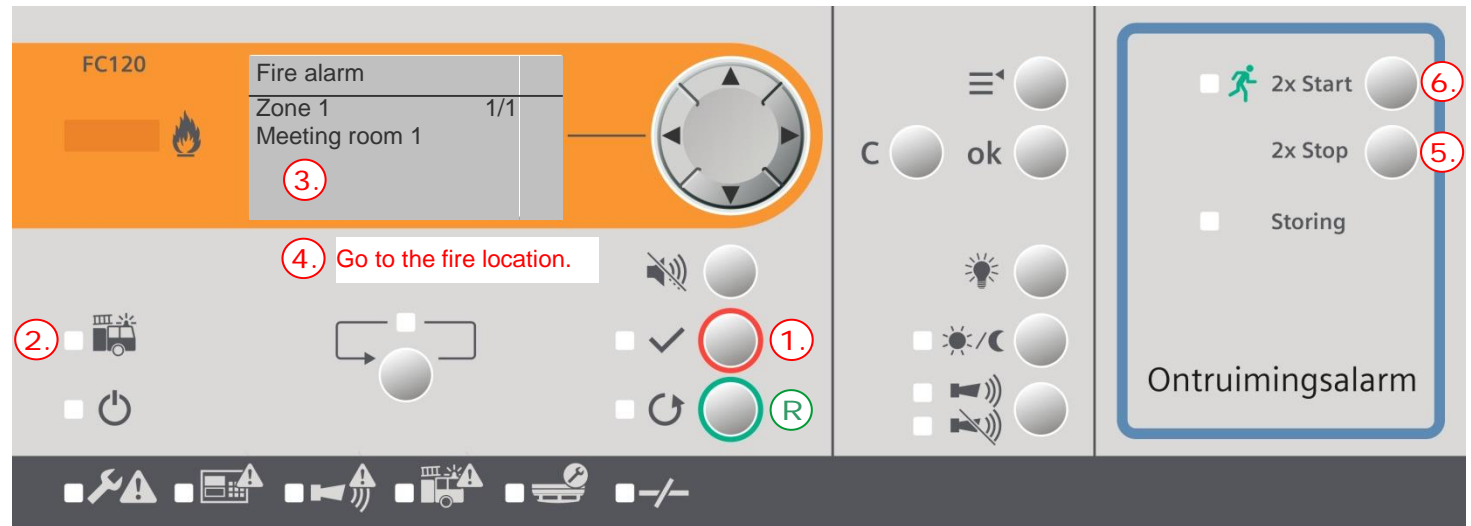 FC120
Fire alarm
Zone 1 1/1
Meeting room 1
3.
4. Go to the fire location.
2.
1.
R
C
ok
2x Start 6.
2x Stop 5.
Storing
Ontruimingsalarm